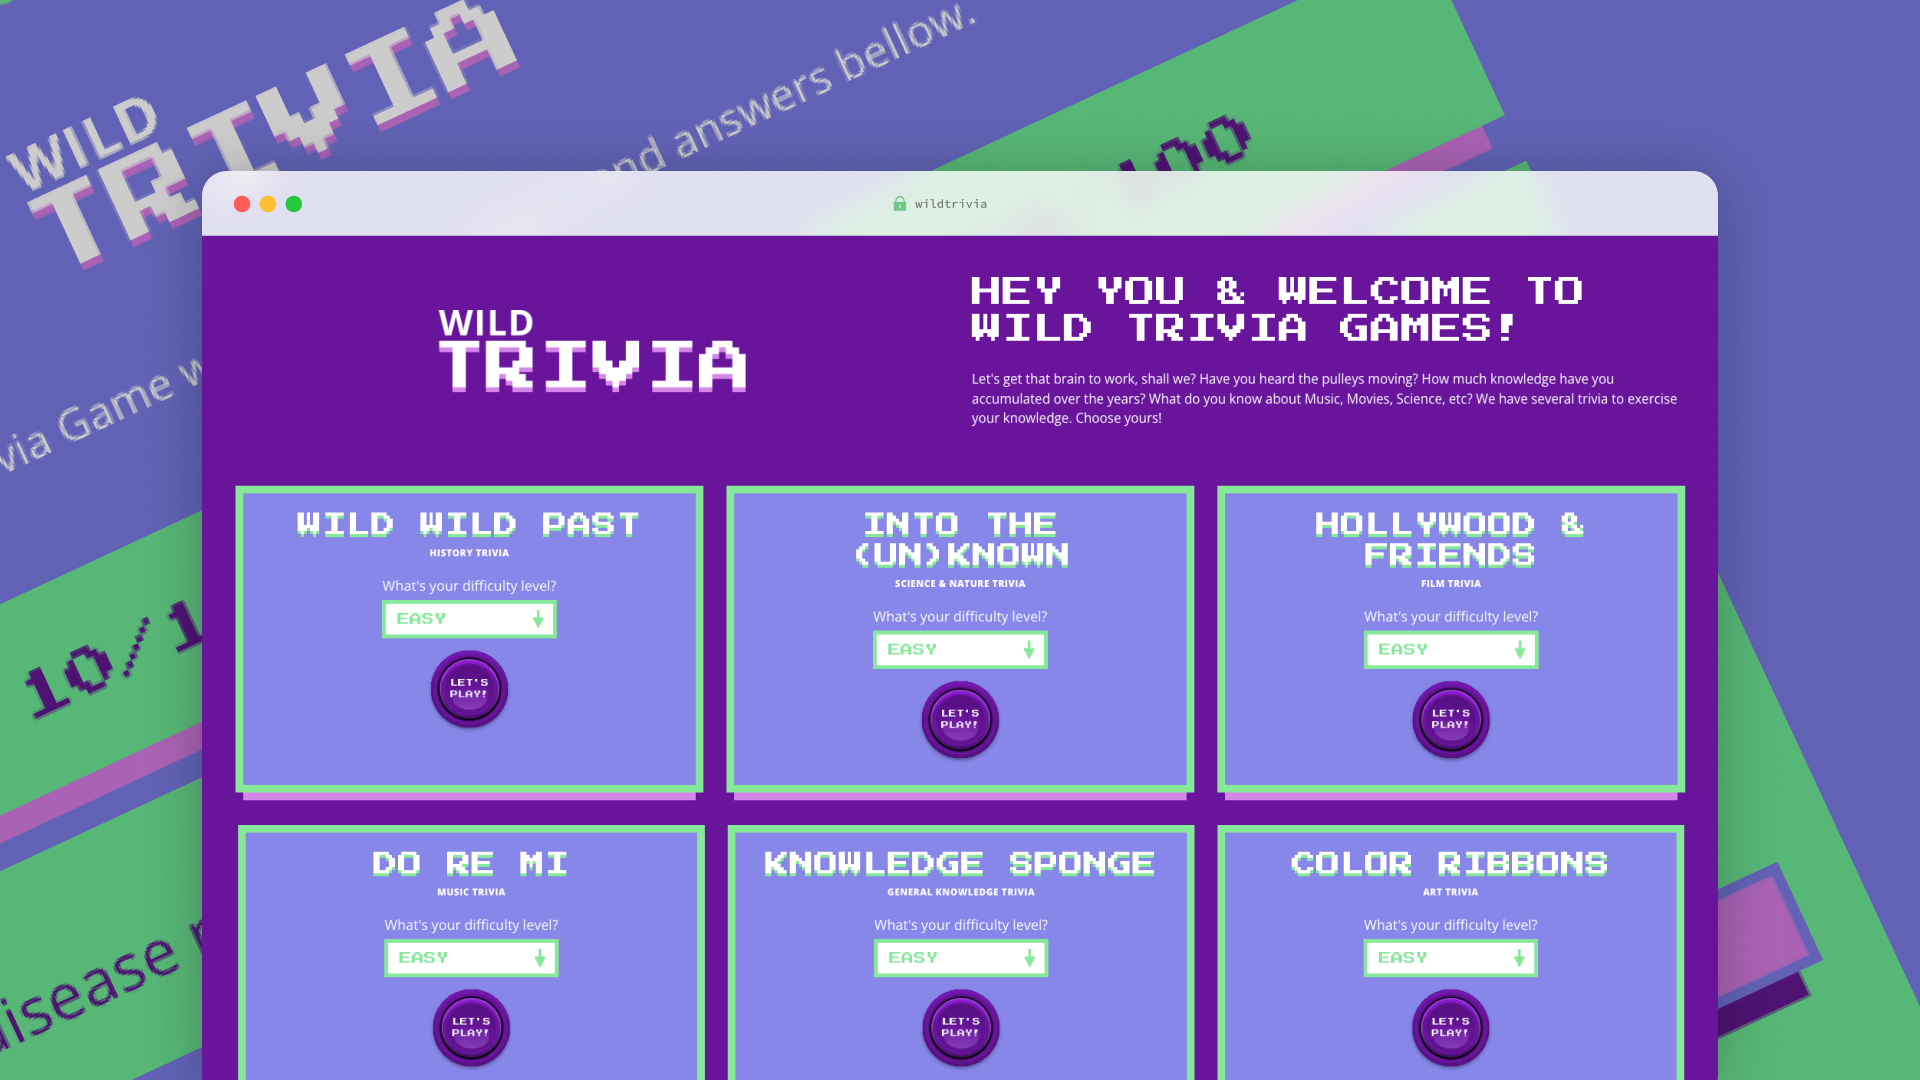 WILD
TRIVIA
and answers bellow.
100
via Game
10/1
disease
wildtrivia
WILD
TRIVIA
HEY YOU & WELCOME TO
WILD TRIVIA GAMES!
Let's get that brain to work, shall we? Have you heard the pulleys moving? How much knowledge have you
accumulated over the years? What do you know about Music, Movies, Science, etc? We have several trivia to exercise
your knowledge. Choose yours!
WILD WILD PAST
HISTORY TRIVIA
What's your difficulty level?
EASY
LET'S
PLAY!
INTO THE
(UN)KNOWN
SCIENCE & NATURE TRIVIA
What's your difficulty level?
EASY
LET'S
PLAY!
HOLLYWOOD &
FRIENDS
FILM TRIVIA
What's your difficulty level?
EASY
LET'S
PLAY!
DO RE MI
MUSIC TRIVIA
What's your difficulty level?
EASY
LET'S
PLAY!
KNOWLEDGE SPONGE
GENERAL KNOWLEDGE TRIVIA
What's your difficulty level?
EASY
LET'S
PLAY!
COLOR RIBBONS
ART TRIVIA
What's your difficulty level?
EASY
LET'S
PLAY!